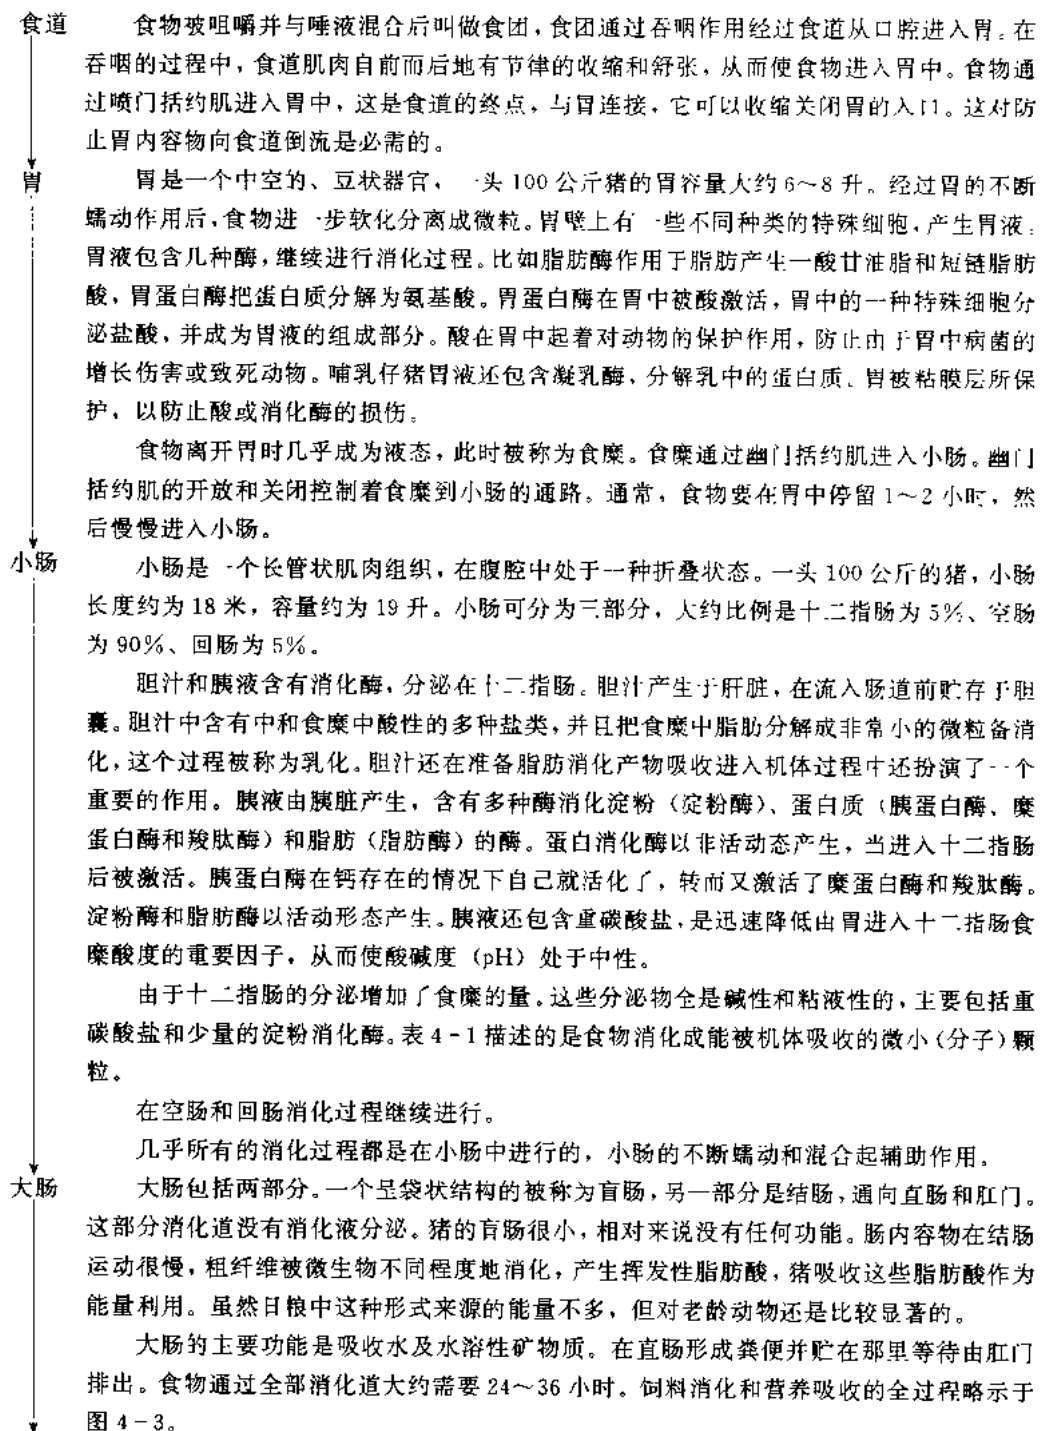 食道
食物被咀嚼并与唾液混合后叫做食团，食团通过吞咽作用经过食道从口腔进入胃。在
吞咽的过程中，食道肌肉自前而后地有节律的收缩和舒张，从而使食物进入胃中。食物通
过喷门括约肌进入胃中，这是食道的终点，与胃连接，它可以收缩关闭胃的入口。这对防
止胃内容物向食道倒流是必需的。
胃
胃是一个中空的、豆状器官，一头 100 公斤猪的胃容量大约 6～8 升。经过胃的不断
蠕动作用后，食物进一步软化分离成微粒。胃壁上有一些不同种类的特殊细胞，产生胃液。
胃液包含几种酶，继续进行消化过程。比如脂肪酶作用于脂肪产生一酸甘油脂和短链脂肪
酸，胃蛋白酶把蛋白质分解为氨基酸。胃蛋白酶在胃中被酸激活，胃中的一种特殊细胞分
泌盐酸，并成为胃液的组成部分。酸在胃中起着对动物的保护作用，防止由于胃中病菌的
增长伤害或致死动物。哺乳仔猪胃液还包含凝乳酶，分解乳中的蛋白质。胃被粘膜层所保
护，以防止酸或消化酶的损伤。
食物离开胃时几乎成为液态，此时被称为食糜。食糜通过幽门括约肌进入小肠。幽门
括约肌的开放和关闭控制着食糜到小肠的通路。通常，食物要在胃中停留 1～2 小时，然
后慢慢进入小肠。
小肠
小肠是一个长管状肌肉组织，在腹腔中处于一种折叠状态。一头 100 公斤的猪，小肠
长度约为 18 米，容量约为 19 升。小肠可分为三部分，大约比例是十二指肠为 5%、空肠
为 90%、回肠为 5%。
胆汁和胰液含有消化酶，分泌在十二指肠。胆汁产生于肝脏，在流入肠道前贮存于胆
囊。胆汁中含有中和食糜中酸性的多种盐类，并且把食糜中脂肪分解成非常小的微粒备消
化，这个过程被称为乳化。胆汁还在准备脂肪消化产物吸收进入机体过程中还扮演了一个
重要的作用。胰液由胰脏产生，含有多种酶消化淀粉（淀粉酶）、蛋白质（胰蛋白酶、糜
蛋白酶和羧肽酶）和脂肪（脂肪酶）的酶。蛋白消化酶以非活动态产生，当进入十二指肠
后被激活。胰蛋白酶在钙存在的情况下自己就活化了，转而又激活了糜蛋白酶和羧肽酶。
淀粉酶和脂肪酶以活动形态产生。胰液还包含重碳酸盐，是迅速降低由胃进入十二指肠食
糜酸度的重要因子，从而使酸碱度（pH）处于中性。
由于十二指肠的分泌增加了食糜的量。这些分泌物全是碱性和粘液性的，主要包括重
碳酸盐和少量的淀粉消化酶。表 4-1 描述的是食物消化成能被机体吸收的微小（分子）颗
粒。
在空肠和回肠消化过程继续进行。
几乎所有的消化过程都是在小肠中进行的，小肠的不断蠕动和混合起辅助作用。
大肠
大肠包括两部分。一个呈袋状结构的被称为盲肠，另一部分是结肠，通向直肠和肛门。
这部分消化道没有消化液分泌。猪的盲肠很小，相对来说没有任何功能。肠内容物在结肠
运动很慢，粗纤维被微生物不同程度地消化，产生挥发性脂肪酸，猪吸收这些脂肪酸作为
能量利用。虽然日粮中这种形式来源的能量不多，但对老龄动物还是比较显著的。
大肠的主要功能是吸收水及水溶性矿物质。在直肠形成粪便并贮在那里等待由肛门
排出。食物通过全部消化道大约需要 24～36 小时。饲料消化和营养吸收的全过程略示于
图 4-3。